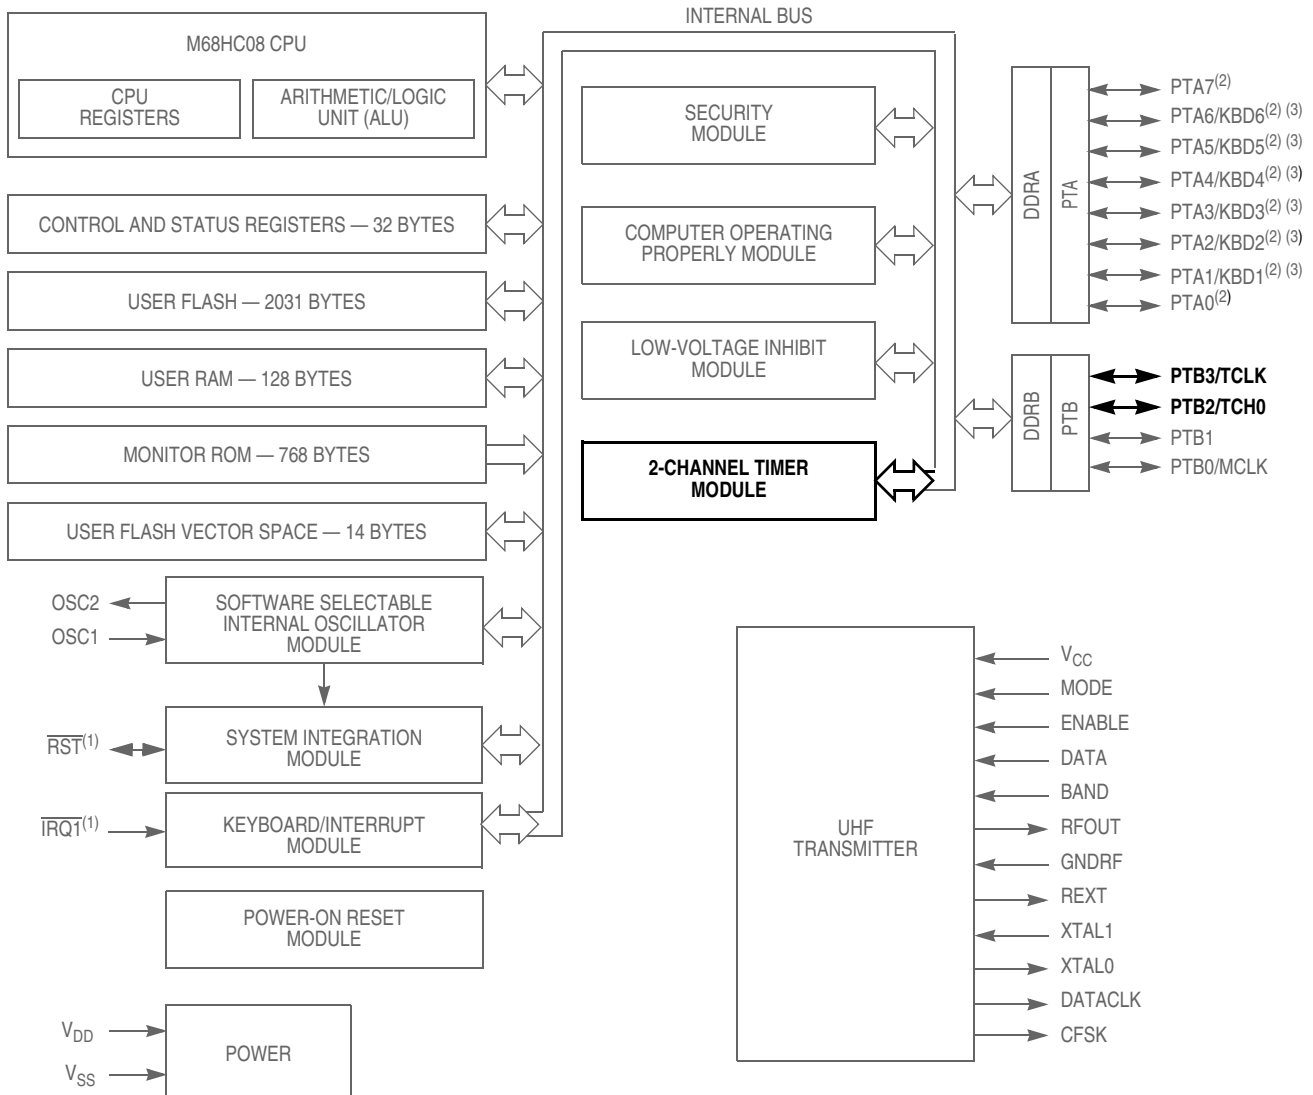 INTERNAL BUS
M68HC08 CPU
CPU
REGISTERS
ARITHMETIC/LOGIC
UNIT (ALU)
CONTROL AND STATUS REGISTERS — 32 BYTES
USER FLASH — 2031 BYTES
USER RAM — 128 BYTES
MONITOR ROM — 768 BYTES
USER FLASH VECTOR SPACE — 14 BYTES
OSC2
OSC1
SOFTWARE SELECTABLE
INTERNAL OSCILLATOR
MODULE
RST(1)
SYSTEM INTEGRATION
MODULE
IRQ1(1)
KEYBOARD/INTERRUPT
MODULE
POWER-ON RESET
MODULE
VDD
VSS
POWER
SECURITY
MODULE
COMPUTER OPERATING
PROPERLY MODULE
LOW-VOLTAGE INHIBIT
MODULE
2-CHANNEL TIMER
MODULE
DDRA
PTA
PTA7(2)
PTA6/KBD6(2) (3)
PTA5/KBD5(2) (3)
PTA4/KBD4(2) (3)
PTA3/KBD3(2) (3)
PTA2/KBD2(2) (3)
PTA1/KBD1(2) (3)
PTA0(2)
DDRB
PTB
PTB3/TCLK
PTB2/TCH0
PTB1
PTB0/MCLK
UHF
TRANSMITTER
VCC
MODE
ENABLE
DATA
BAND
RFOUT
GNDRF
REXT
XTAL1
XTAL0
DATACLK
CFSK